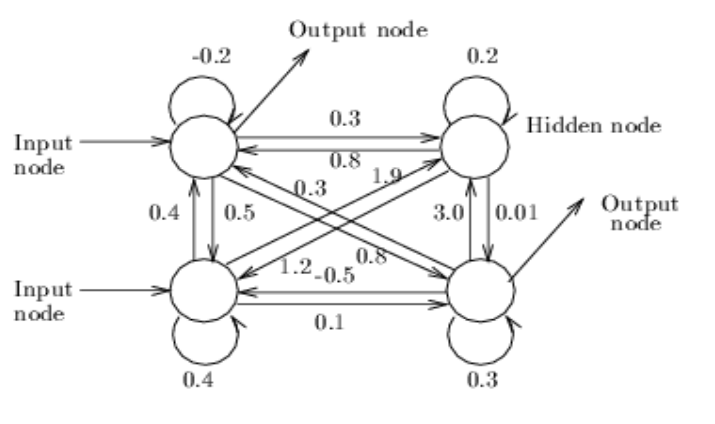 Output node
-0.2
0.2
0.3
Hidden node
Input
node
0.8
1.9
0.3
0.4
0.5
3.0
0.01
Output
node
0.8
1.2
-0.5
Input
node
0.1
0.4
0.3